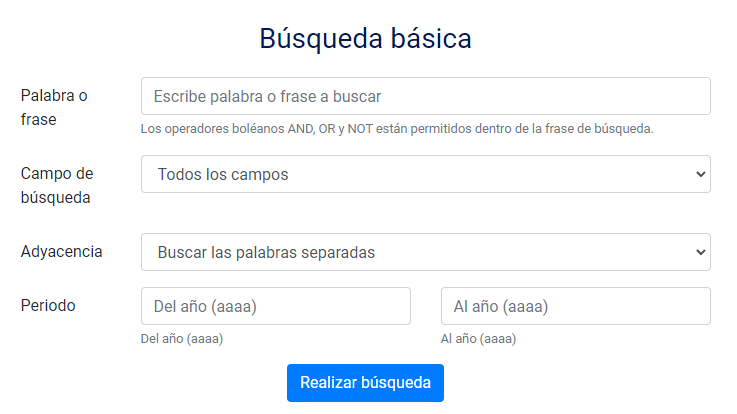 Búsqueda básica
Palabra o
frase
Escribe palabra o frase a buscar
Los operadores boléanos AND, OR y NOT están permitidos dentro de la frase de búsqueda.
Campo de
búsqueda
Todos los campos
Adyacencia
Buscar las palabras separadas
Periodo
Del año (aaaa)
Al año (aaaa)
Del año (aaaa)
Al año (aaaa)
Realizar búsqueda